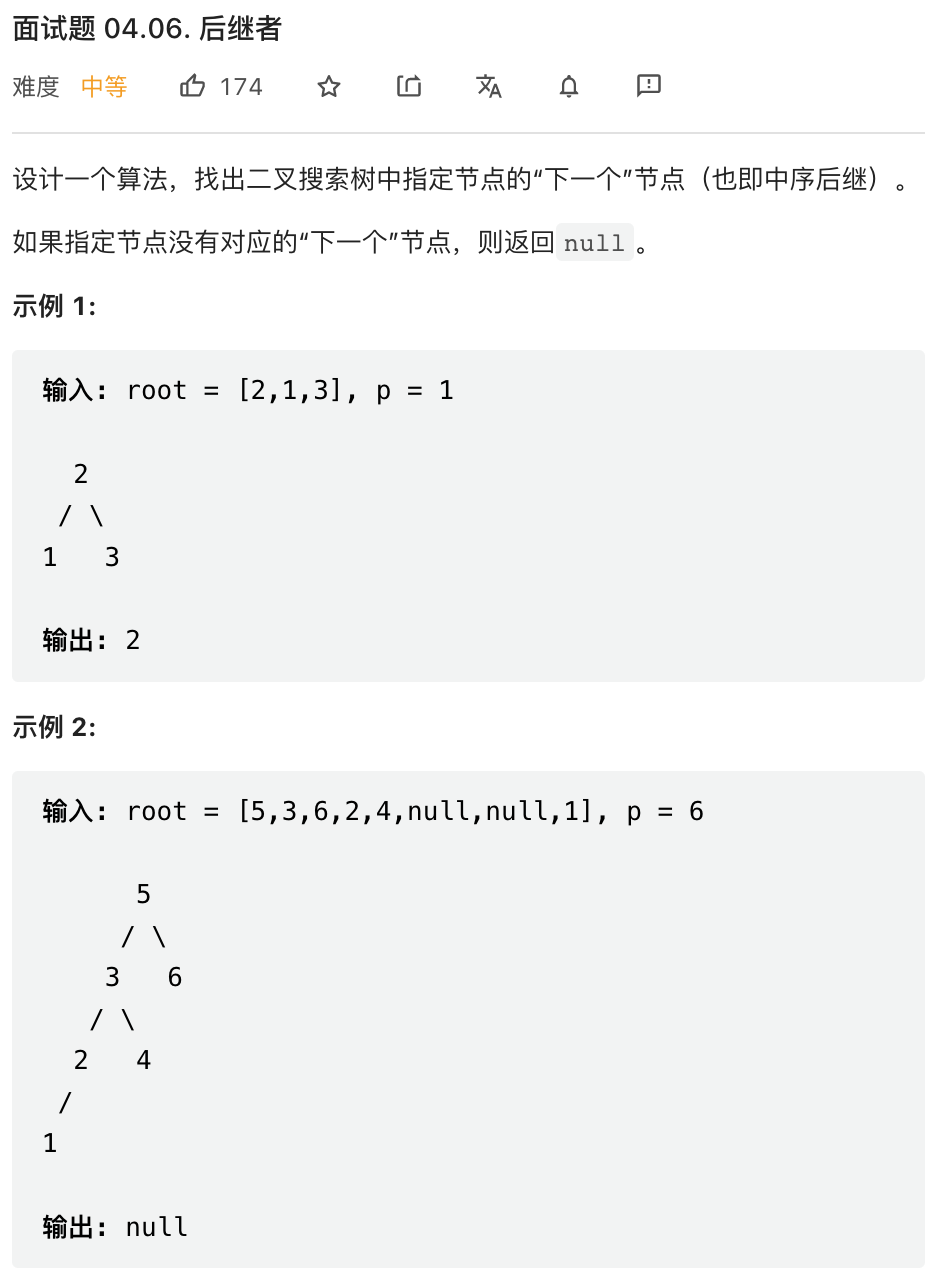 面试题 04.06. 后继者
难度 中等 174
设计一个算法，找出二叉搜索树中指定节点的“下一个”节点（也即中序后继）。
如果指定节点没有对应的“下一个”节点，则返回null。
示例 1:
输入: root = [2,1,3], p = 1
2
/ \
1   3
输出: 2
示例 2:
输入: root = [5,3,6,2,4,null,null,1], p = 6
5
/ \
3   6
/ \
2   4
/
1
输出: null